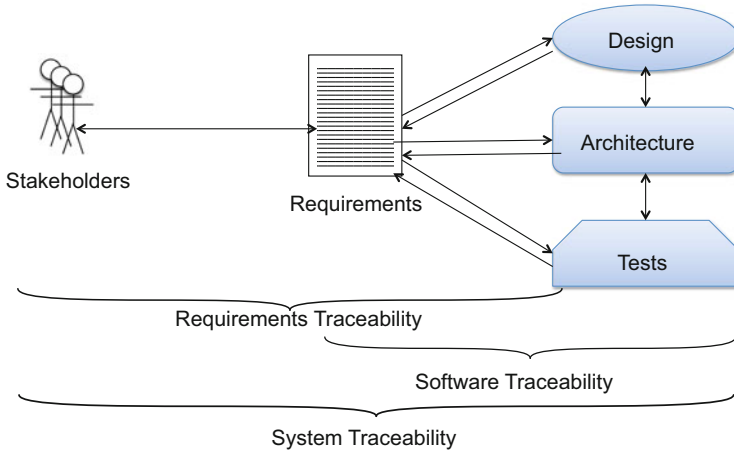 Design
Architecture
Stakeholders
Requirements
Tests
Requirements Traceability
Software Traceability
System Traceability